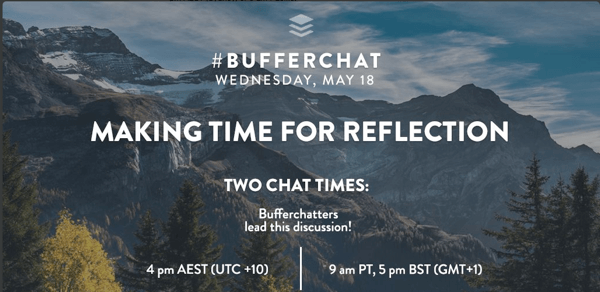 #BUFFERCHAT
WEDNESDAY, MAY 18
MAKING TIME FOR REFLECTION
TWO CHAT TIMES:
Bufferchatters
lead this discussion!
4 pm AEST (UTC +10)
9 am PT, 5 pm BST (GMT+1)